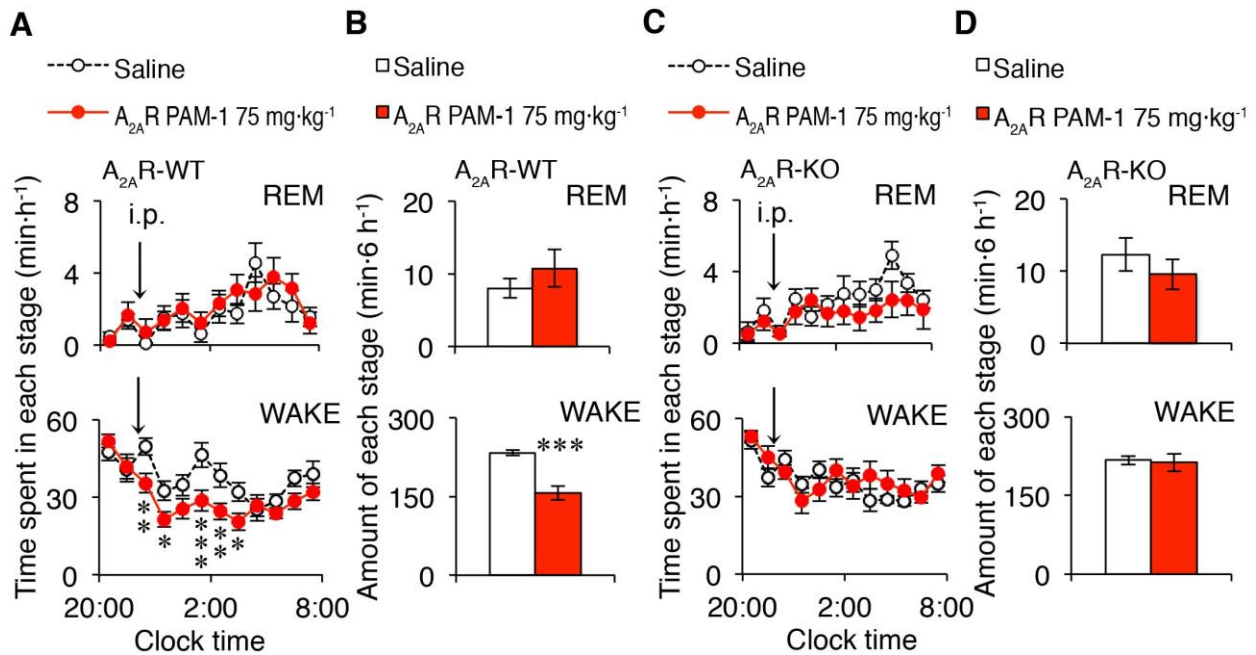 A
B
C
D
Saline
Saline
Saline
Saline
A₂ₐR PAM-1 75 mg·kg⁻¹
A₂ₐR PAM-1 75 mg·kg⁻¹
A₂ₐR PAM-1 75 mg·kg⁻¹
A₂ₐR PAM-1 75 mg·kg⁻¹
Time spent in each stage (min·h⁻¹)
A₂ₐR-WT
REM
i.p.
8
4
0
WAKE
60
30
0
**
*
***
**
*
20:00
2:00
8:00
Clock time
Amount of each stage (min·6 h⁻¹)
A₂ₐR-WT
REM
20
10
0
WAKE
300
150
0
***
Time spent in each stage (min·h⁻¹)
A₂ₐR-KO
REM
i.p.
8
4
0
WAKE
60
30
0
20:00
2:00
8:00
Clock time
Amount of each stage (min·6 h⁻¹)
A₂ₐR-KO
REM
20
10
0
WAKE
300
150
0